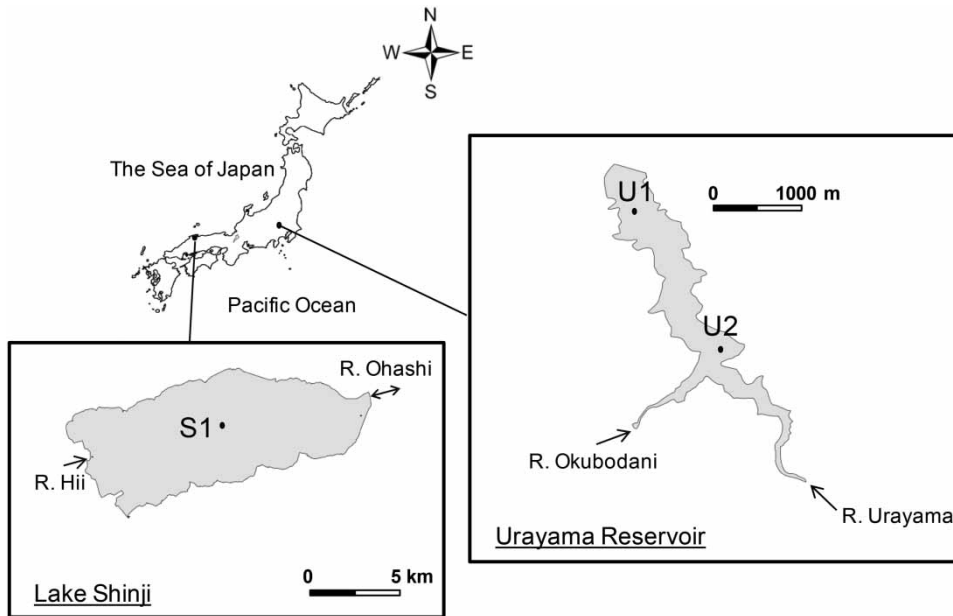 N
W E
S
The Sea of Japan
Pacific Ocean
U1
0 1000 m
U2
R. Okubodani
R. Urayama
Urayama Reservoir
R. Ohashi
S1
R. Hii
0 5 km
Lake Shinji